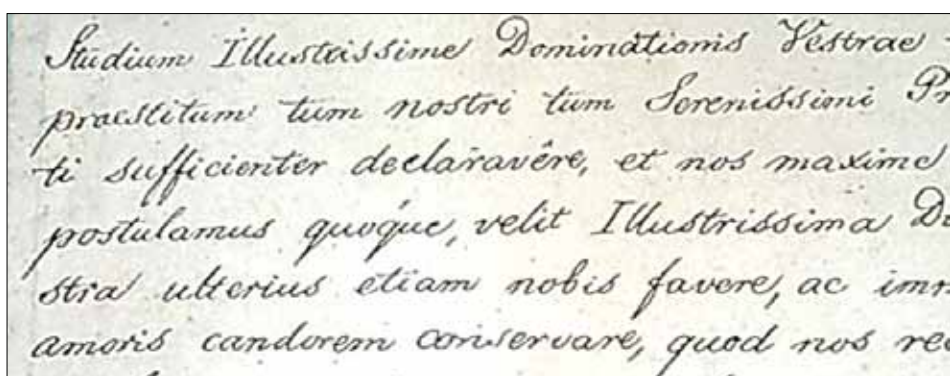 Studium Illustrissime Dominationis Vestrae
praestitum tum nostri tum Serenissimi
ti sufficienter declaravêre, et nos maxime
postulamus quoque, velit Illustrissima
stra ulterius etiam nobis favere, ac
amoris candorem conservare, quod nos